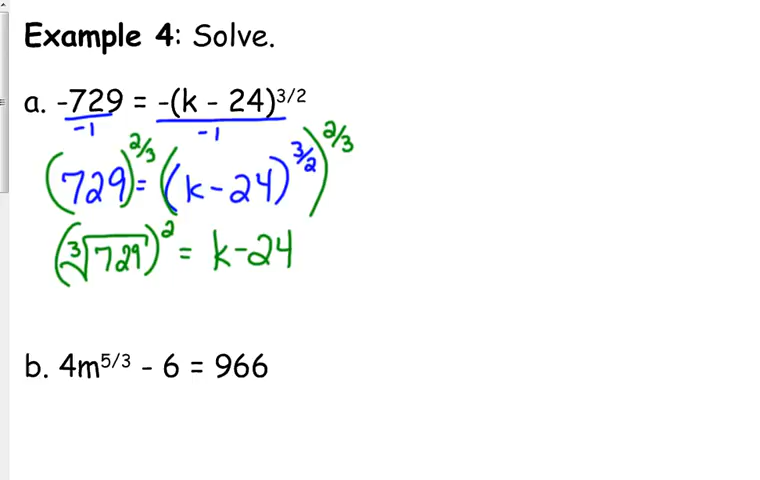 Example 4: Solve.
a. -729 = -(k - 24)^{3/2}
-1 -1
(729)^{2/3} = ((k - 24)^{3/2})^{2/3}
(∛729)^2 = k - 24
b. 4m^{5/3} - 6 = 966